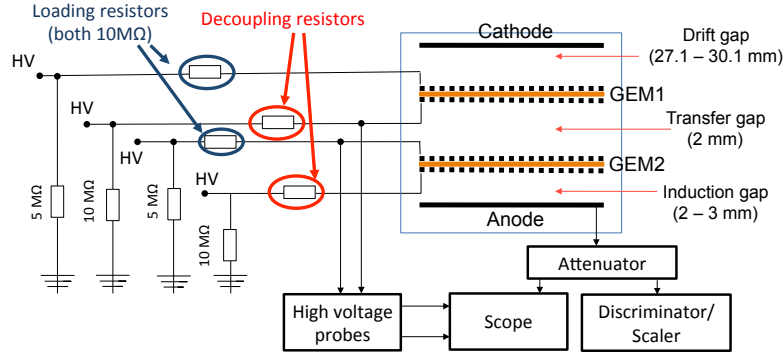 Loading resistors
(both 10MΩ)
Decoupling resistors
Cathode
Drift gap
(27.1 – 30.1 mm)
HV
GEM1
HV
Transfer gap
(2 mm)
HV
GEM2
HV
Induction gap
(2 – 3 mm)
Anode
5 MΩ
10 MΩ
5 MΩ
10 MΩ
Attenuator
High voltage
probes
Scope
Discriminator/
Scaler